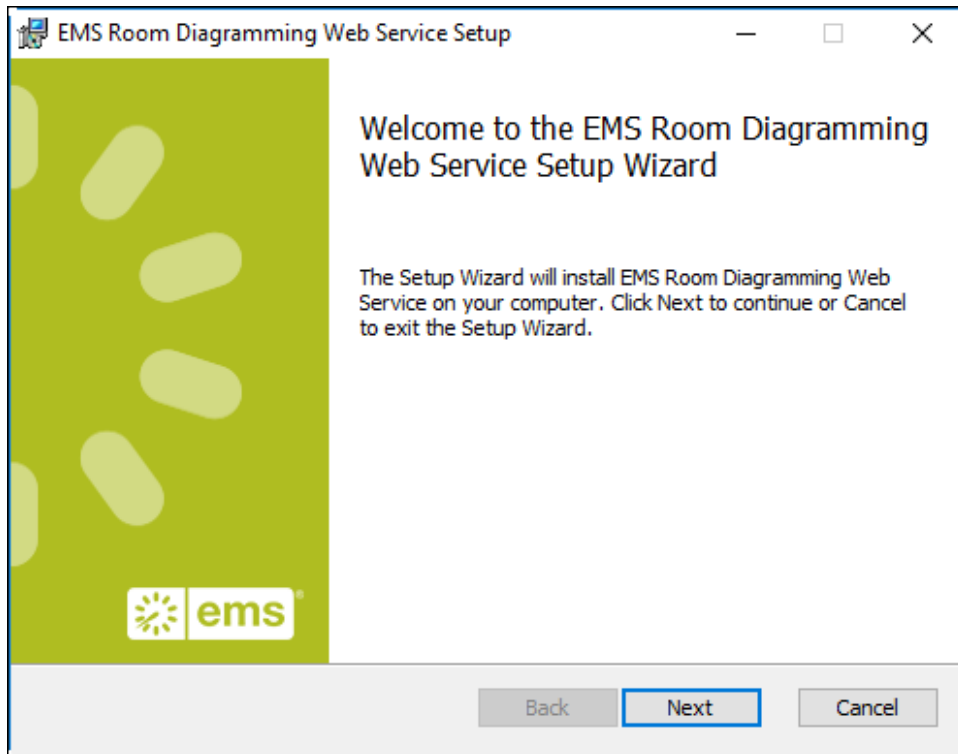 EMS Room Diagramming Web Service Setup
Welcome to the EMS Room Diagramming
Web Service Setup Wizard
The Setup Wizard will install EMS Room Diagramming Web
Service on your computer. Click Next to continue or Cancel
to exit the Setup Wizard.
ems®
Back Next Cancel